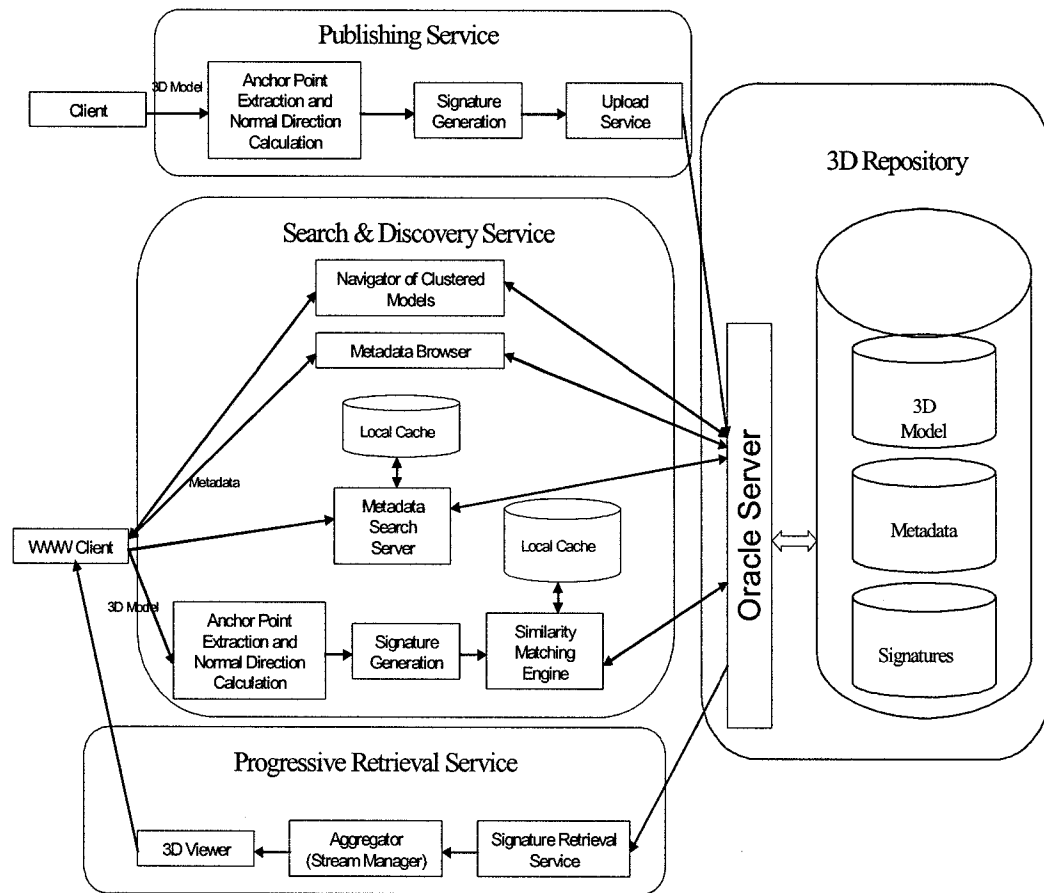 Publishing Service
Client
3D Model
Anchor Point
Extraction and
Normal Direction
Calculation
Signature
Generation
Upload
Service
3D Repository
Search & Discovery Service
Navigator of Clustered
Models
Metadata Browser
Local Cache
Metadata
Metadata
Search
Server
Local Cache
WWW Client
3D Model
Anchor Point
Extraction and
Normal Direction
Calculation
Signature
Generation
Similarity
Matching
Engine
Oracle Server
3D
Model
Metadata
Signatures
Progressive Retrieval Service
3D Viewer
Aggregator
(Stream Manager)
Signature Retrieval
Service